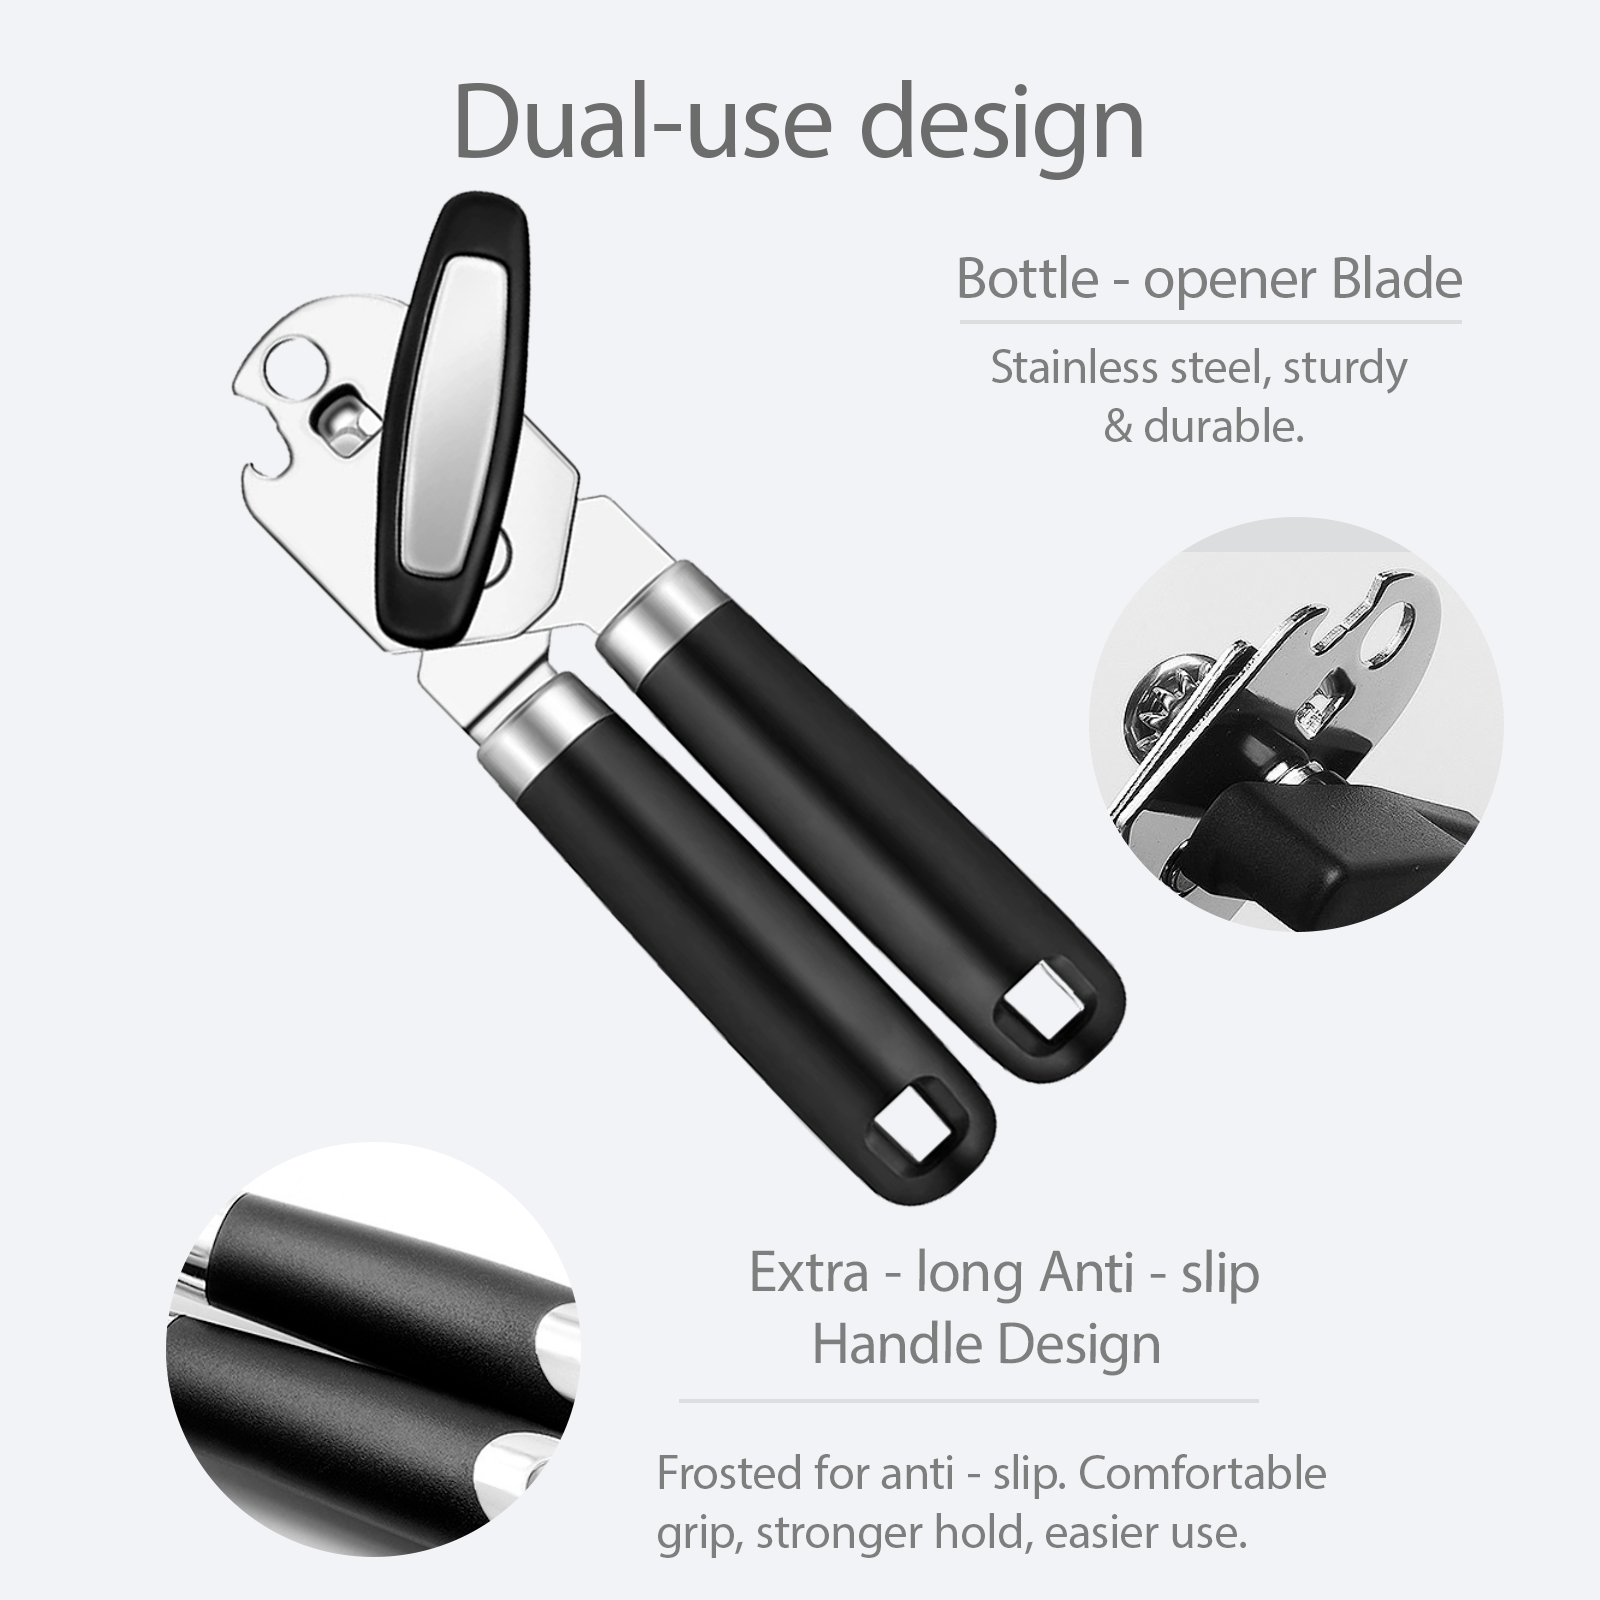 Dual-use design
Bottle - opener Blade
Stainless steel, sturdy
& durable.
Extra - long Anti - slip
Handle Design
Frosted for anti - slip. Comfortable
grip, stronger hold, easier use.